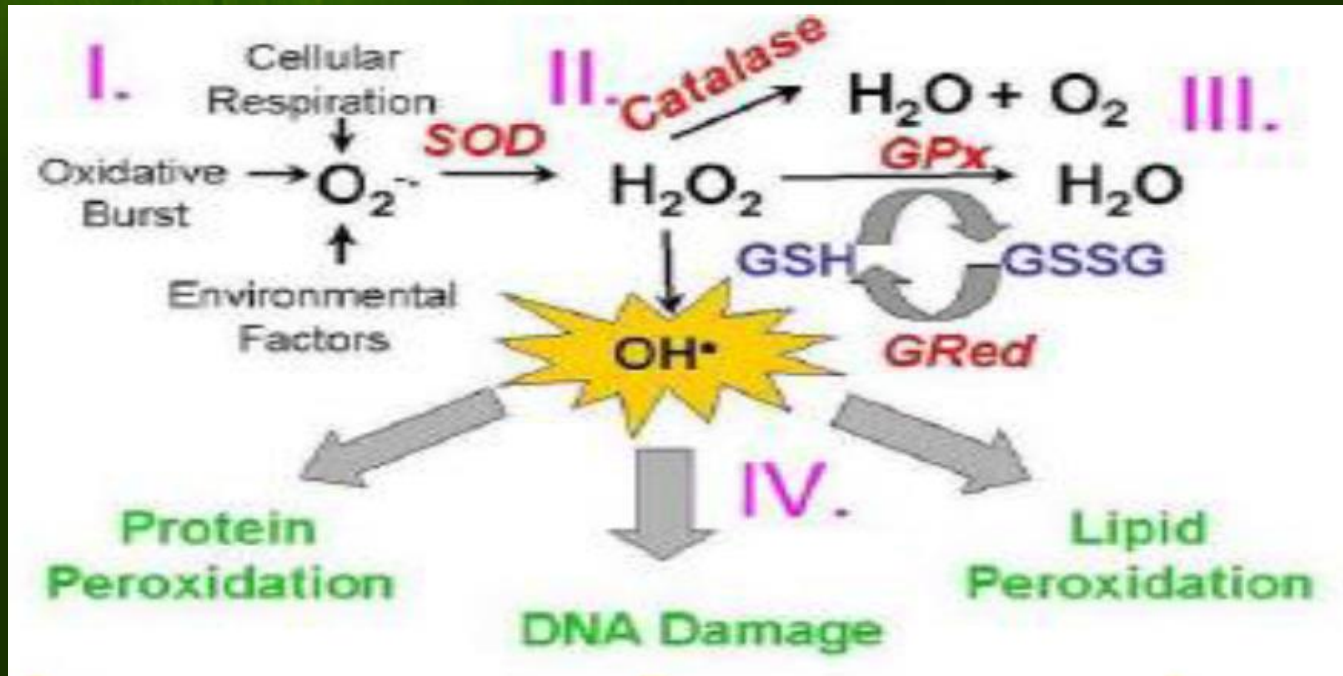 I.
Cellular
Respiration
II.
Catalase
H₂O + O₂
III.
Oxidative
Burst
O₂⁻·
SOD
H₂O₂
GPx
H₂O
GSH
GSSG
Environmental
Factors
OH•
GRed
IV.
Protein
Peroxidation
DNA Damage
Lipid
Peroxidation